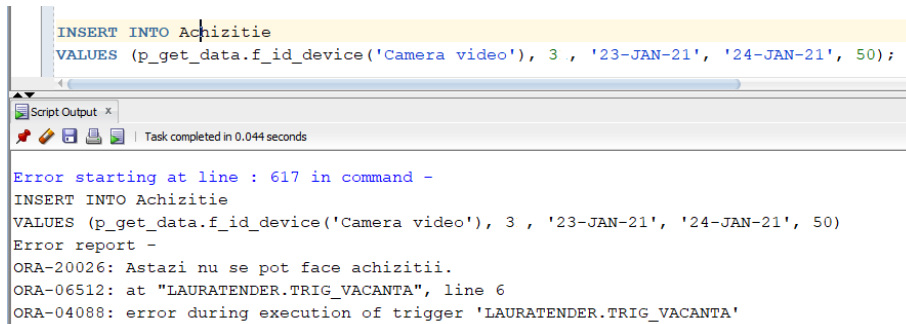 INSERT INTO Achizitie
VALUES (p_get_data.f_id_device('Camera video'), 3 , '23-JAN-21', '24-JAN-21', 50);
Script Output x
| Task completed in 0.044 seconds
Error starting at line : 617 in command -
INSERT INTO Achizitie
VALUES (p_get_data.f_id_device('Camera video'), 3 , '23-JAN-21', '24-JAN-21', 50)
Error report -
ORA-20026: Astazi nu se pot face achizitii.
ORA-06512: at "LAURATENDER.TRIG_VACANTA", line 6
ORA-04088: error during execution of trigger 'LAURATENDER.TRIG_VACANTA'